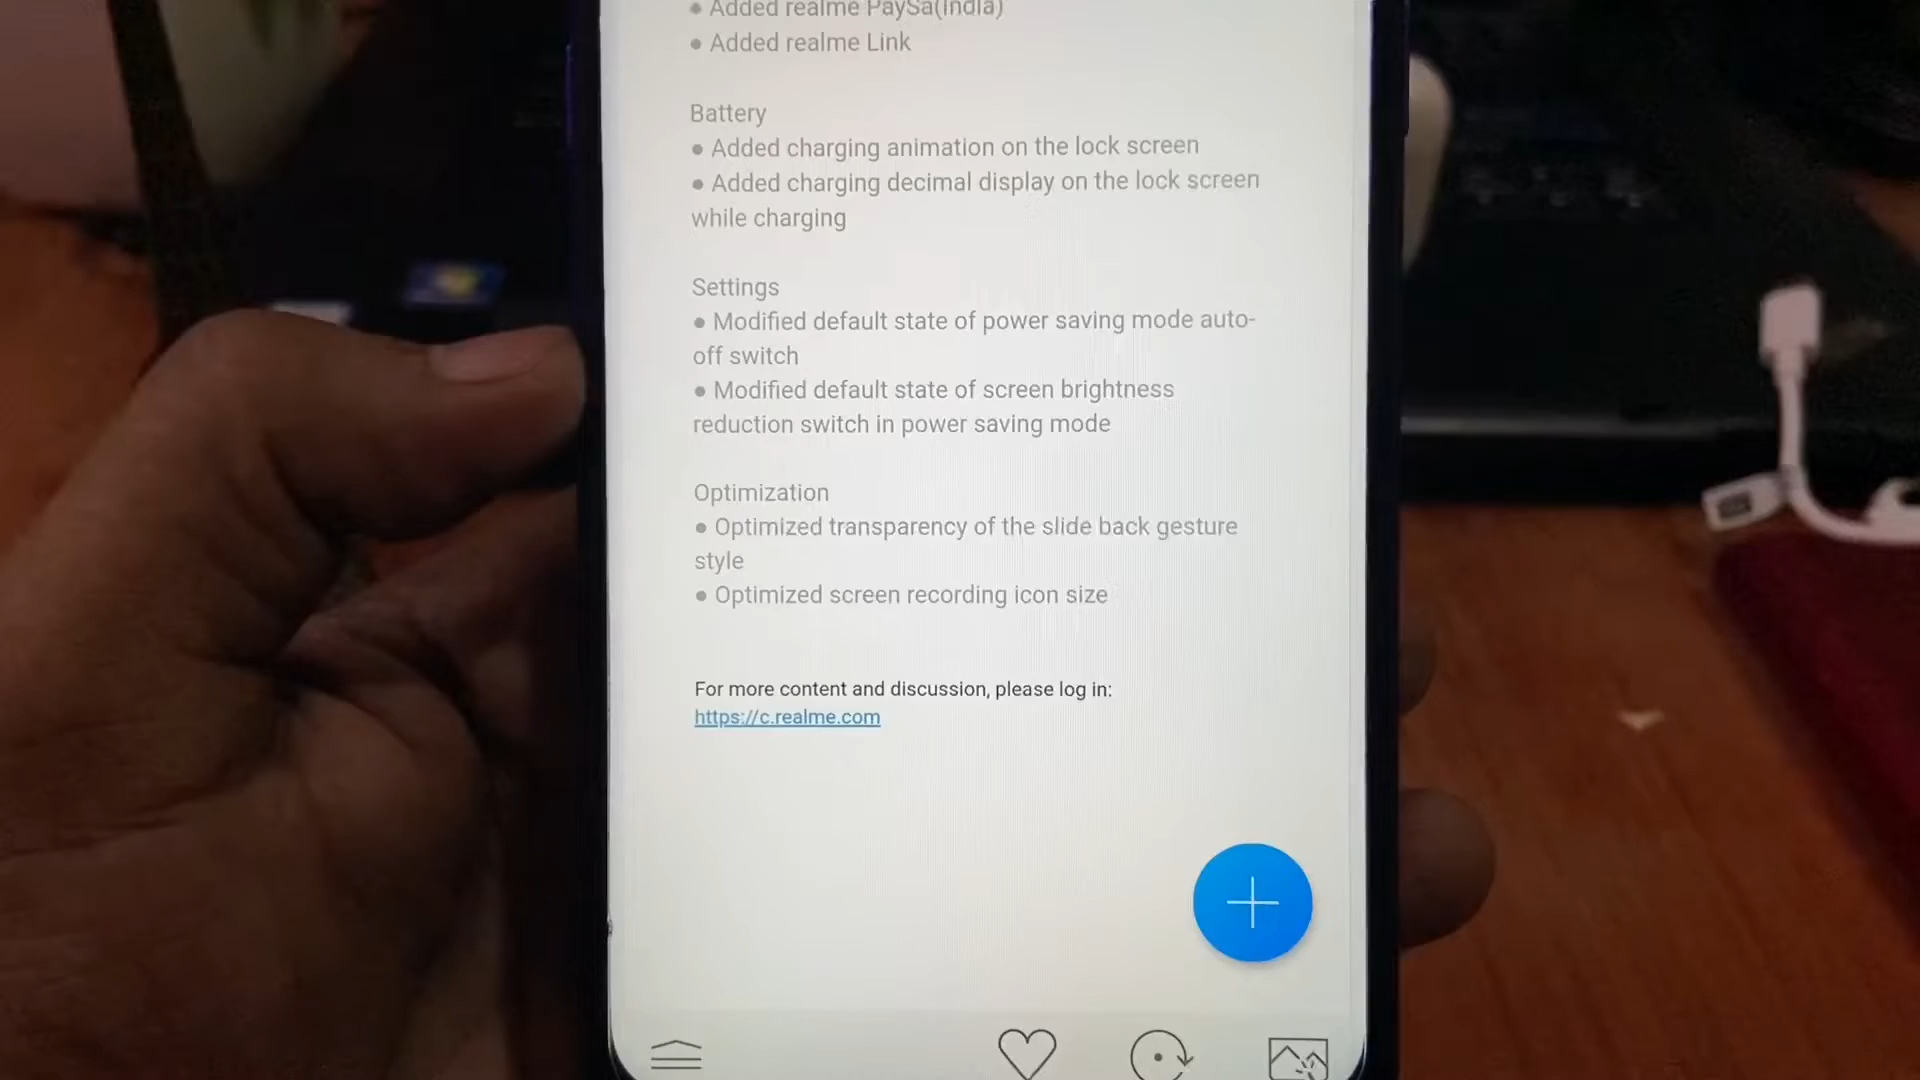 ● Added realme PaySa(India)
● Added realme Link
Battery
● Added charging animation on the lock screen
● Added charging decimal display on the lock screen
while charging
Settings
● Modified default state of power saving mode auto-
off switch
● Modified default state of screen brightness
reduction switch in power saving mode
Optimization
● Optimized transparency of the slide back gesture
style
● Optimized screen recording icon size
For more content and discussion, please log in:
https://c.realme.com